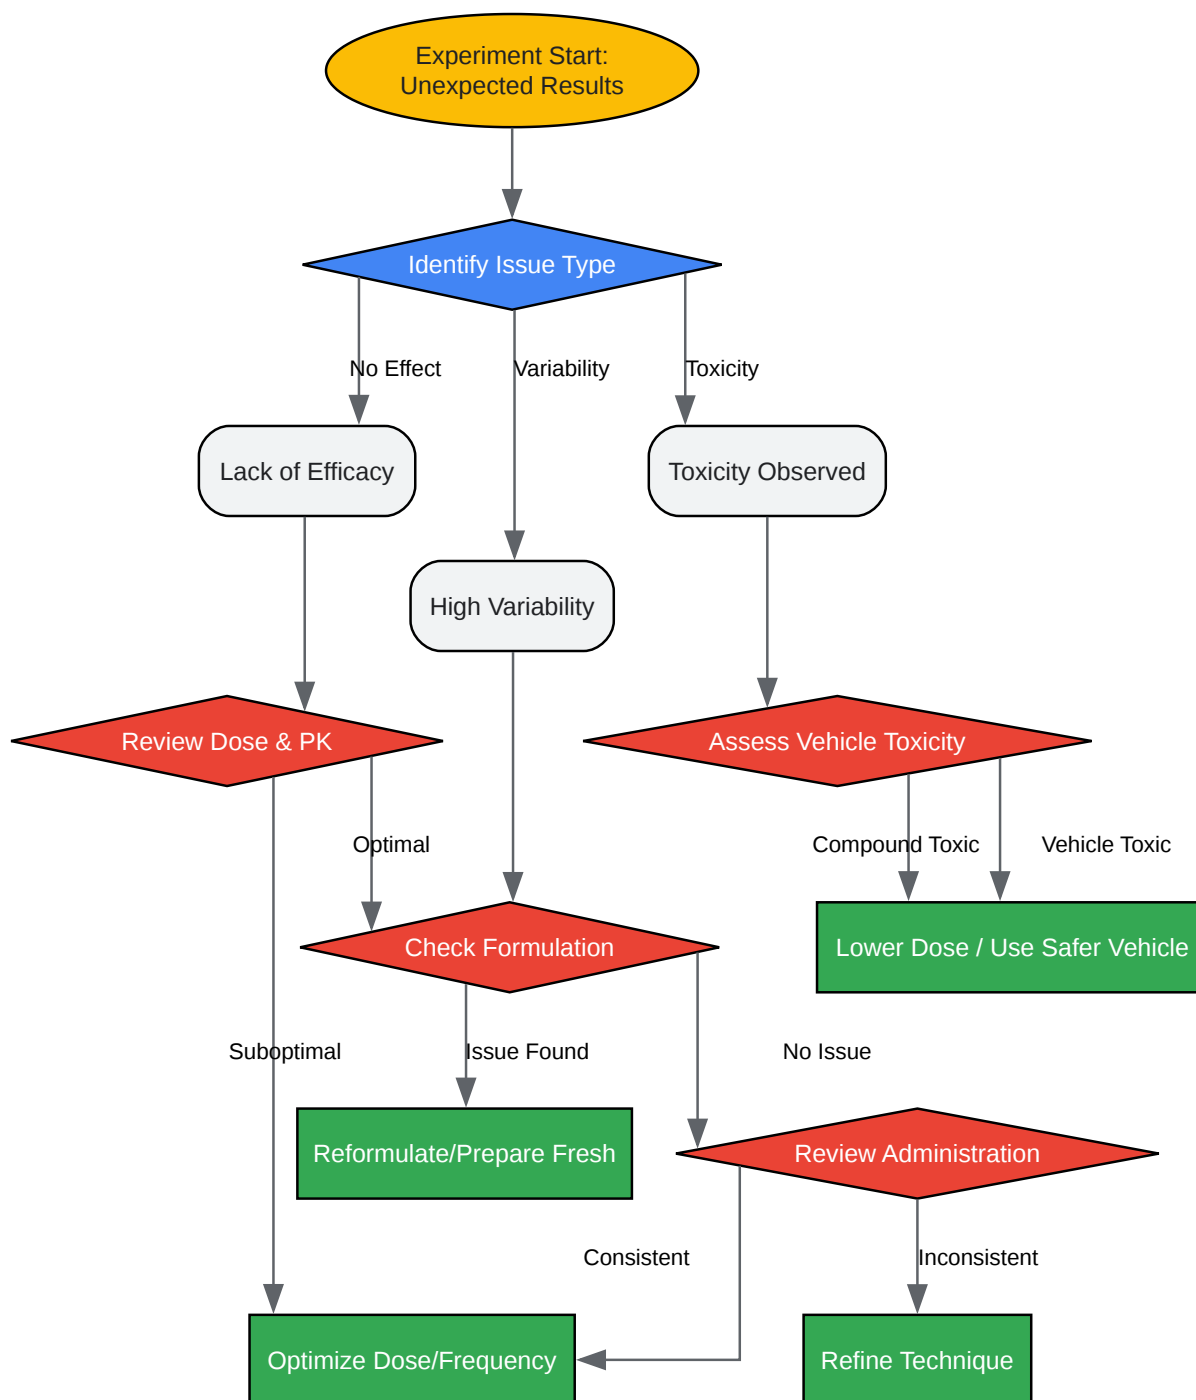 Experiment Start:
Unexpected Results
Identify Issue Type
No Effect
Variability
Toxicity
Lack of Efficacy
Toxicity Observed
High Variability
Review Dose & PK
Assess Vehicle Toxicity
Optimal
Compound Toxic
Vehicle Toxic
Check Formulation
Lower Dose / Use Safer Vehicle
Suboptimal
Issue Found
No Issue
Reformulate/Prepare Fresh
Review Administration
Consistent
Inconsistent
Optimize Dose/Frequency
Refine Technique